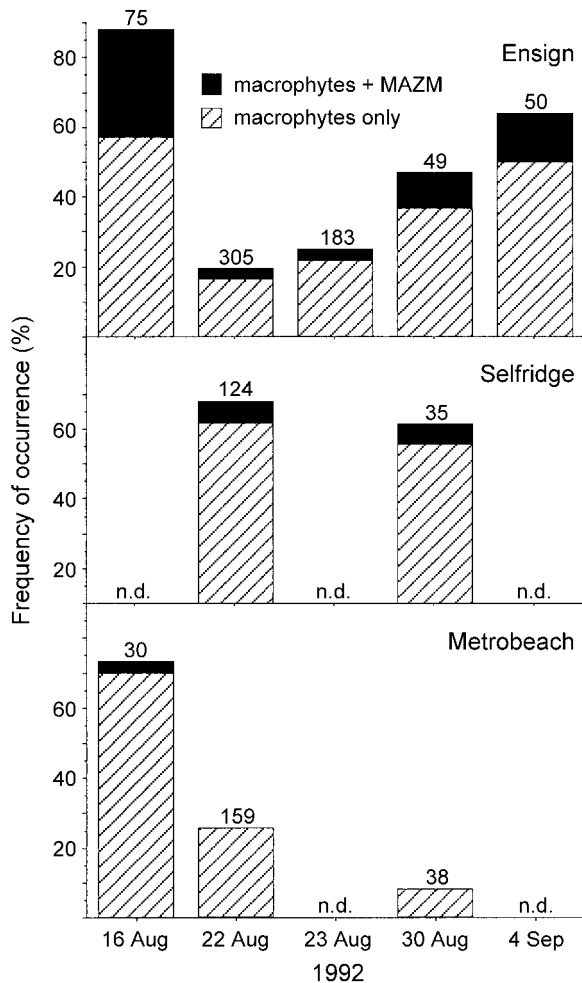 75
Ensign
80
macrophytes + MAZM
50
macrophytes only
60
49
40
183
305
20
Frequency of occurrence (%)
Selfridge
124
35
60
40
20
n.d. n.d. n.d.
Metrobeach
30
60
40
159
20
38
n.d. n.d.
16 Aug 22 Aug 23 Aug 30 Aug 4 Sep
1992